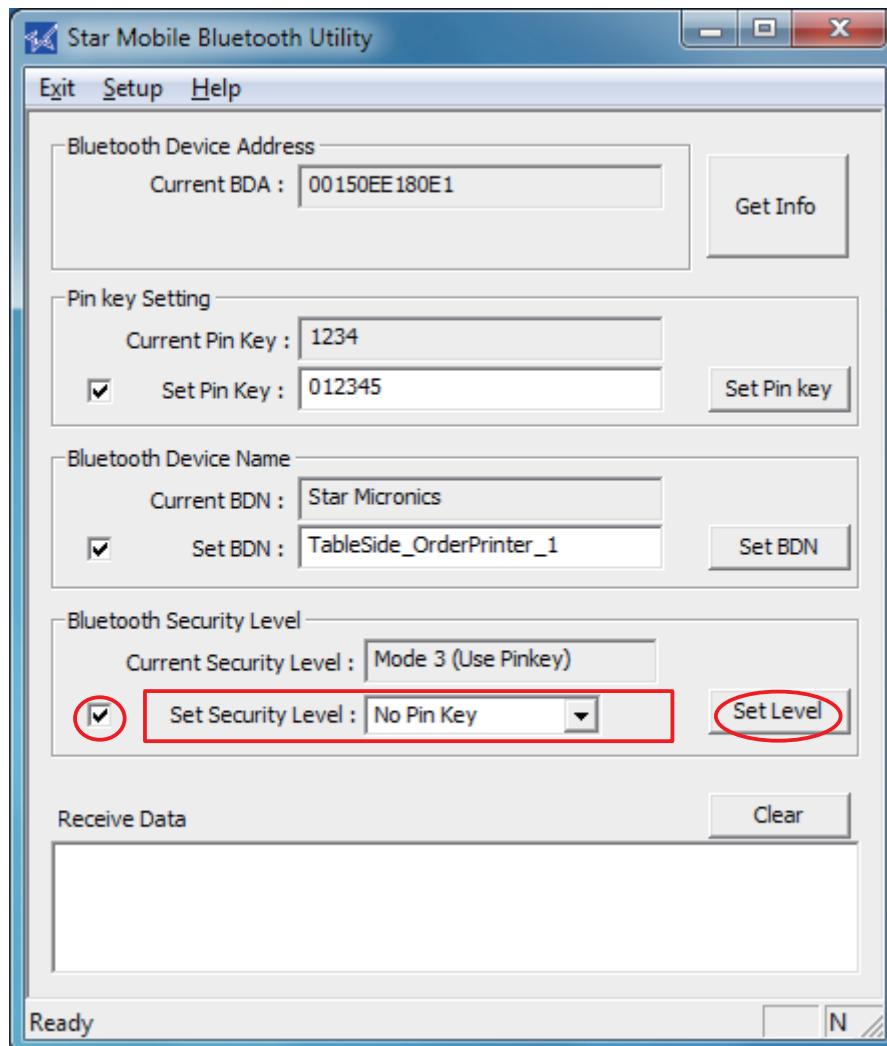 Star Mobile Bluetooth Utility
Exit Setup Help
Bluetooth Device Address
Current BDA : 00150EE180E1
Get Info
Pin key Setting
Current Pin Key : 1234
Set Pin Key : 012345 Set Pin key
Bluetooth Device Name
Current BDN : Star Micronics
Set BDN : TableSide_OrderPrinter_1 Set BDN
Bluetooth Security Level
Current Security Level : Mode 3 (Use Pinkey)
Set Security Level : No Pin Key Set Level
Receive Data Clear
Ready N